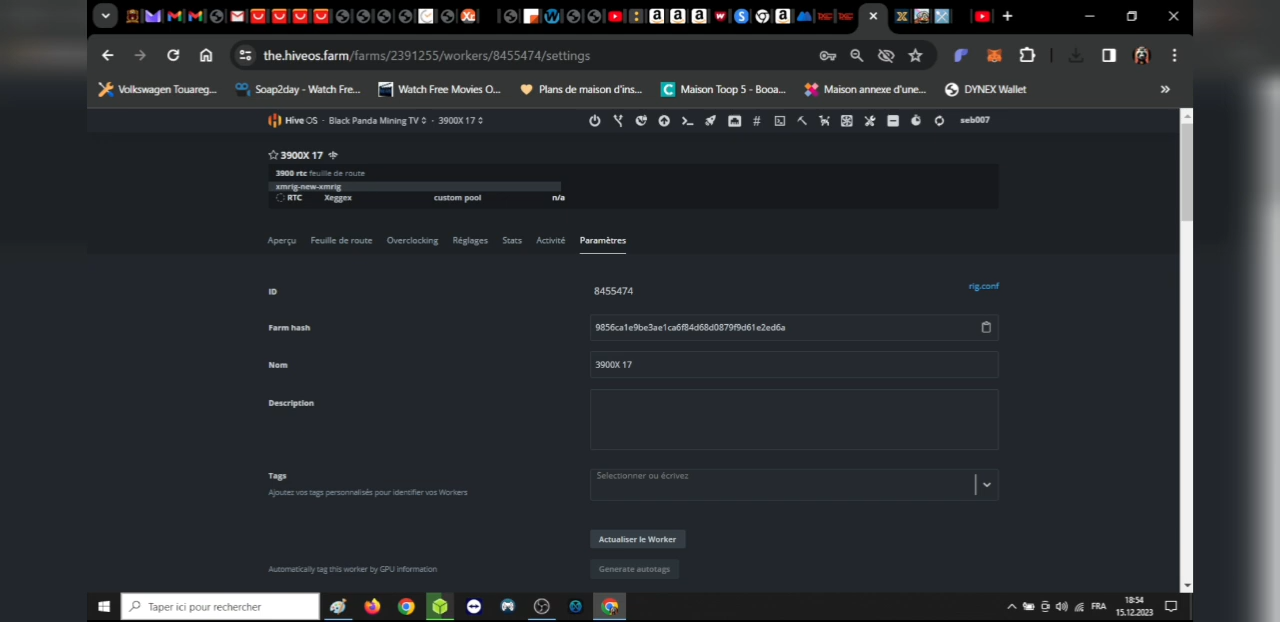 the.hiveos.farm/farms/2391255/workers/8455474/settings
Volkswagen Touareg... Soap2day - Watch Fre... Watch Free Movies O... Plans de maison d'ins... Maison Toop 5 - Booa... Maison annexe d'une... DYNEX Wallet »
Hive OS · Black Panda Mining TV · 3900X 17 seb007
3900X 17
3900 rtc feuille de route
xmrig-new-xmrig
RTC Xeggex custom pool n/a
Aperçu Feuille de route Overclocking Réglages Stats Activité Paramètres
ID 8455474 rig.conf
Farm hash 9856ca1e9be3ae1ca6f84d68d0879f9d61e2ed6a
Nom 3900X 17
Description
Tags Selectionner ou écrivez
Ajoutez vos tags personnalisés pour identifier vos Workers
Actualiser le Worker
Automatically tag this worker by GPU information Generate autotags
Taper ici pour rechercher FRA 18:54
15.12.2023